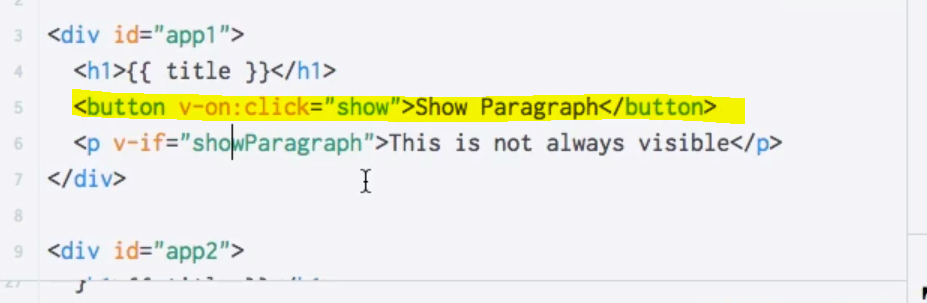 2
3 <div id="app1">
4 <h1>{{ title }}</h1>
5 <button v-on:click="show">Show Paragraph</button>
6 <p v-if="showParagraph">This is not always visible</p>
7 </div>
8
9 <div id="app2">